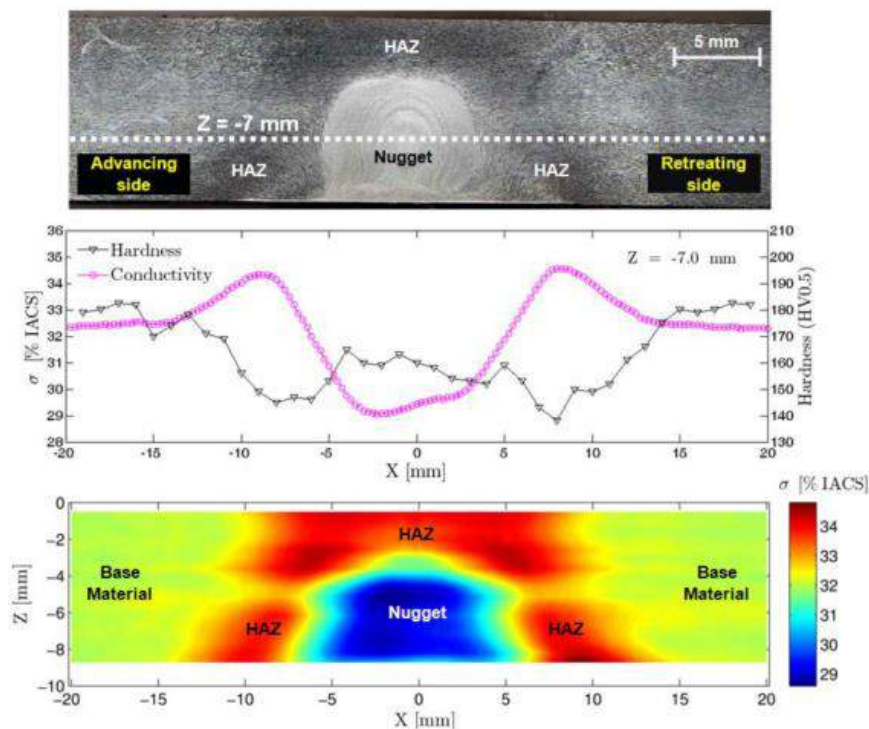 HAZ
5 mm
Z = -7 mm
Advancing side
HAZ
Nugget
HAZ
Retreating side
36
35
34
33
32
31
30
29
28
σ [% IACS]
Hardness
Conductivity
Z = -7.0 mm
210
200
190
180
170
160
150
140
130
Hardness (HV0.5)
-20 -15 -10 -5 0 5 10 15 20
X [mm]
σ [% IACS]
0
-2
-4
-6
-8
-10
Z [mm]
HAZ
Base Material
Nugget
Base Material
HAZ
HAZ
34
33
32
31
30
29
-20 -15 -10 -5 0 5 10 15 20
X [mm]